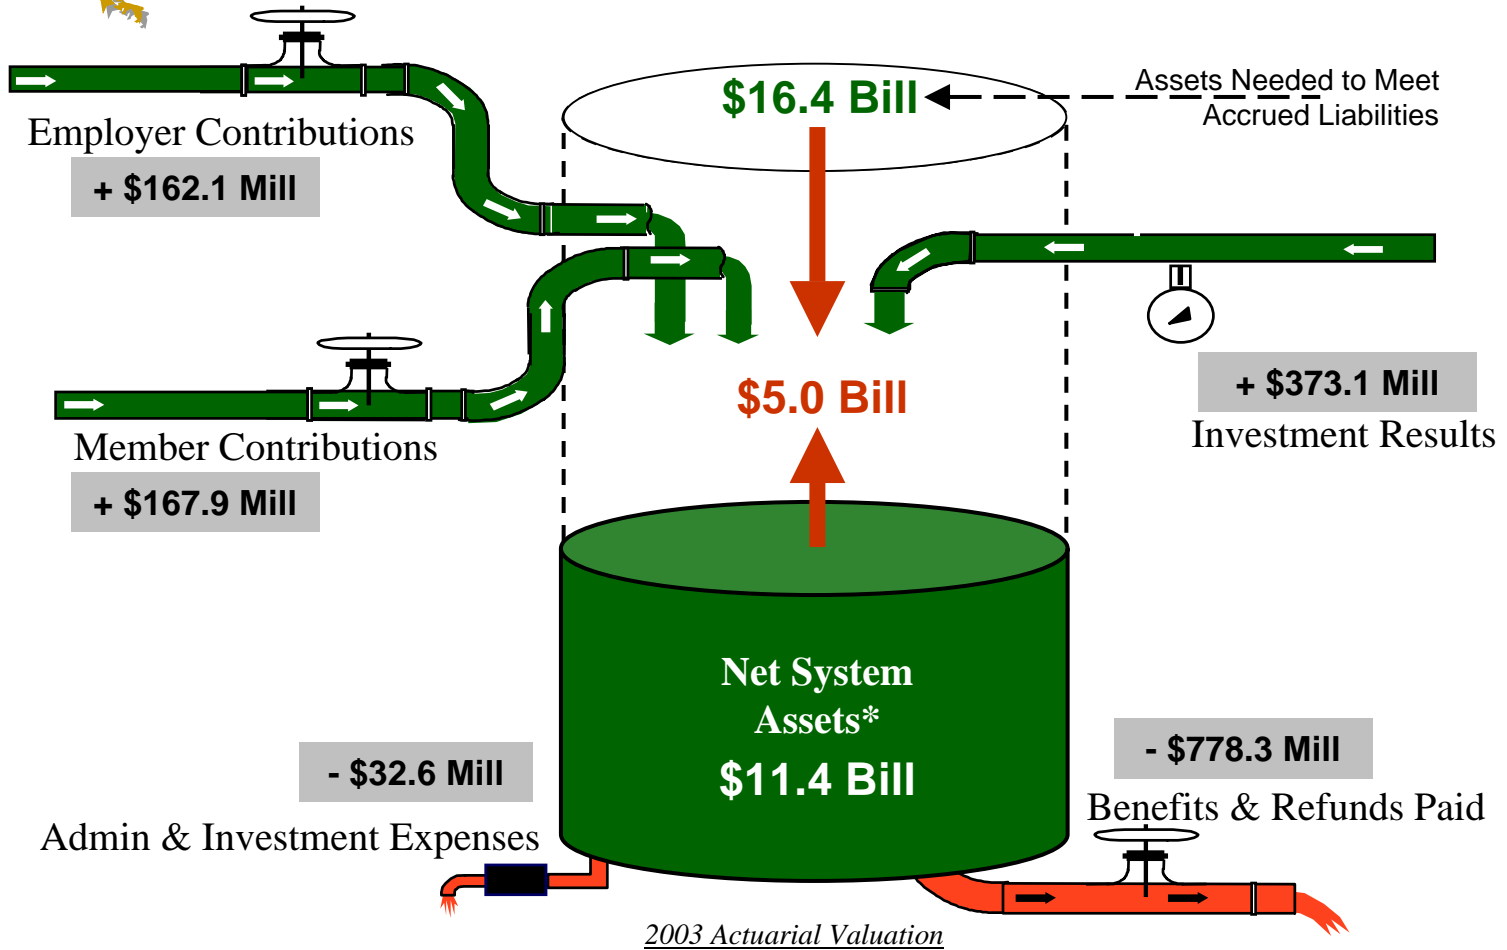 $16.4 Bill
Assets Needed to Meet
Accrued Liabilities
Employer Contributions
+ $162.1 Mill
$5.0 Bill
+ $373.1 Mill
Investment Results
Member Contributions
+ $167.9 Mill
Net System
Assets*
$11.4 Bill
- $32.6 Mill
Admin & Investment Expenses
- $778.3 Mill
Benefits & Refunds Paid
2003 Actuarial Valuation